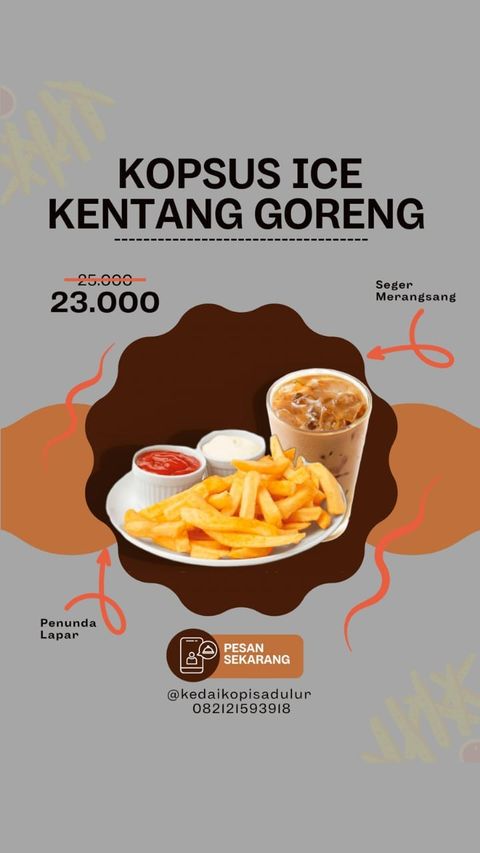 KOPSUS ICE
KENTANG GORENG
25.000
23.000
Seger
Merangsang
Penunda
Lapar
PESAN
SEKARANG
@kedaikopisadulur
082121593918